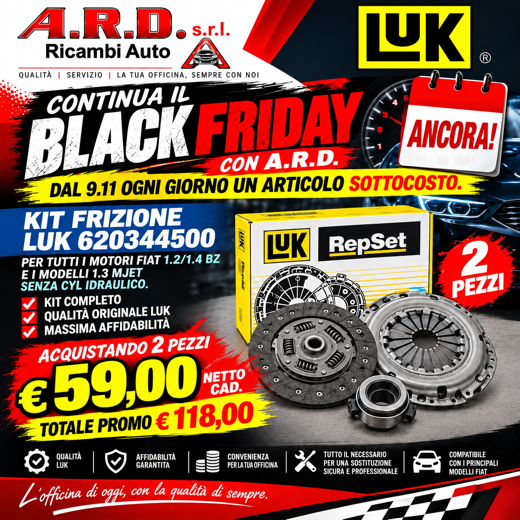 A.R.D. s.r.l.
Ricambi Auto
QUALITÀ | SERVIZIO | LA TUA OFFICINA, SEMPRE CON NOI
LUK ®
CONTINUA IL
BLACK FRIDAY
CON A.R.D.
ANCORA!
DAL 9.11 OGNI GIORNO UN ARTICOLO SOTTOCOSTO.
KIT FRIZIONE
LUK 620344500
PER TUTTI I MOTORI FIAT 1.2/1.4 BZ
E I MODELLI 1.3 MJET
SENZA CYL IDRAULICO.
KIT COMPLETO
QUALITÀ ORIGINALE LUK
MASSIMA AFFIDABILITÀ
LUK RepSet
2
PEZZI
ACQUISTANDO 2 PEZZI
€ 59,00 NETTO
CAD.
TOTALE PROMO € 118,00
QUALITÀ
LUK
AFFIDABILITÀ
GARANTITA
CONVENIENZA
PER LA TUA OFFICINA
TUTTO IL NECESSARIO
PER UNA SOSTITUZIONE
SICURA E PROFESSIONALE
COMPATIBILE
CON I PRINCIPALI
MODELLI FIAT
L'officina di oggi, con la qualità di sempre.